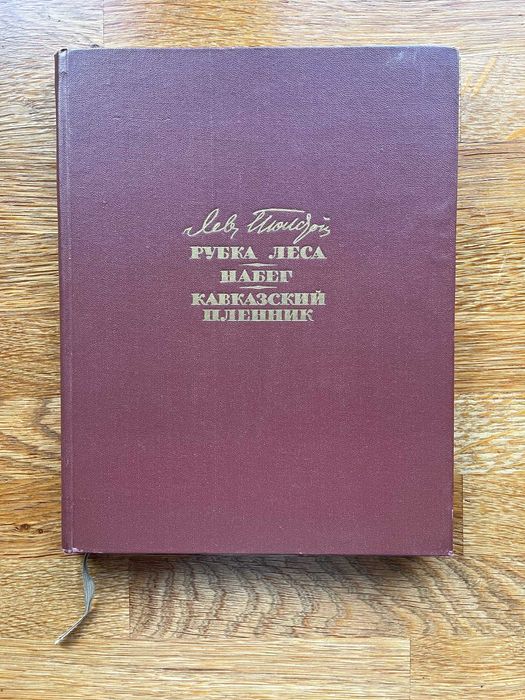 Лев Толстой
РУБКА ЛЕСА
НАБЕГ
КАВКАЗСКИЙ
ПЛЕННИК